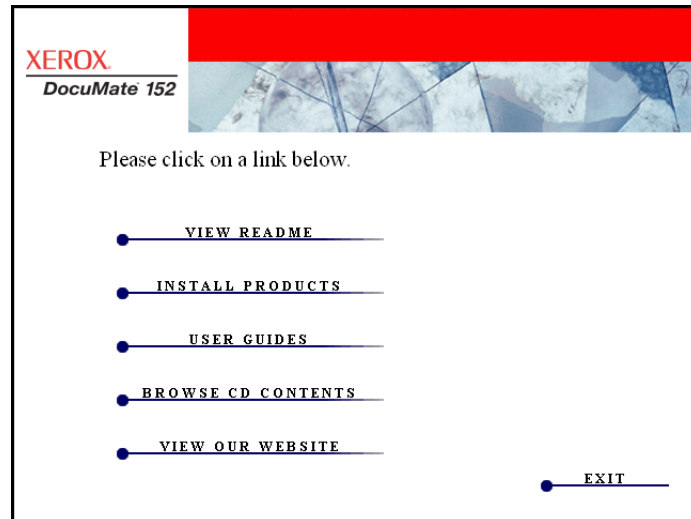 XEROX.
DocuMate 152
Please click on a link below.
VIEW README
INSTALL PRODUCTS
USER GUIDES
BROWSE CD CONTENTS
VIEW OUR WEBSITE
EXIT